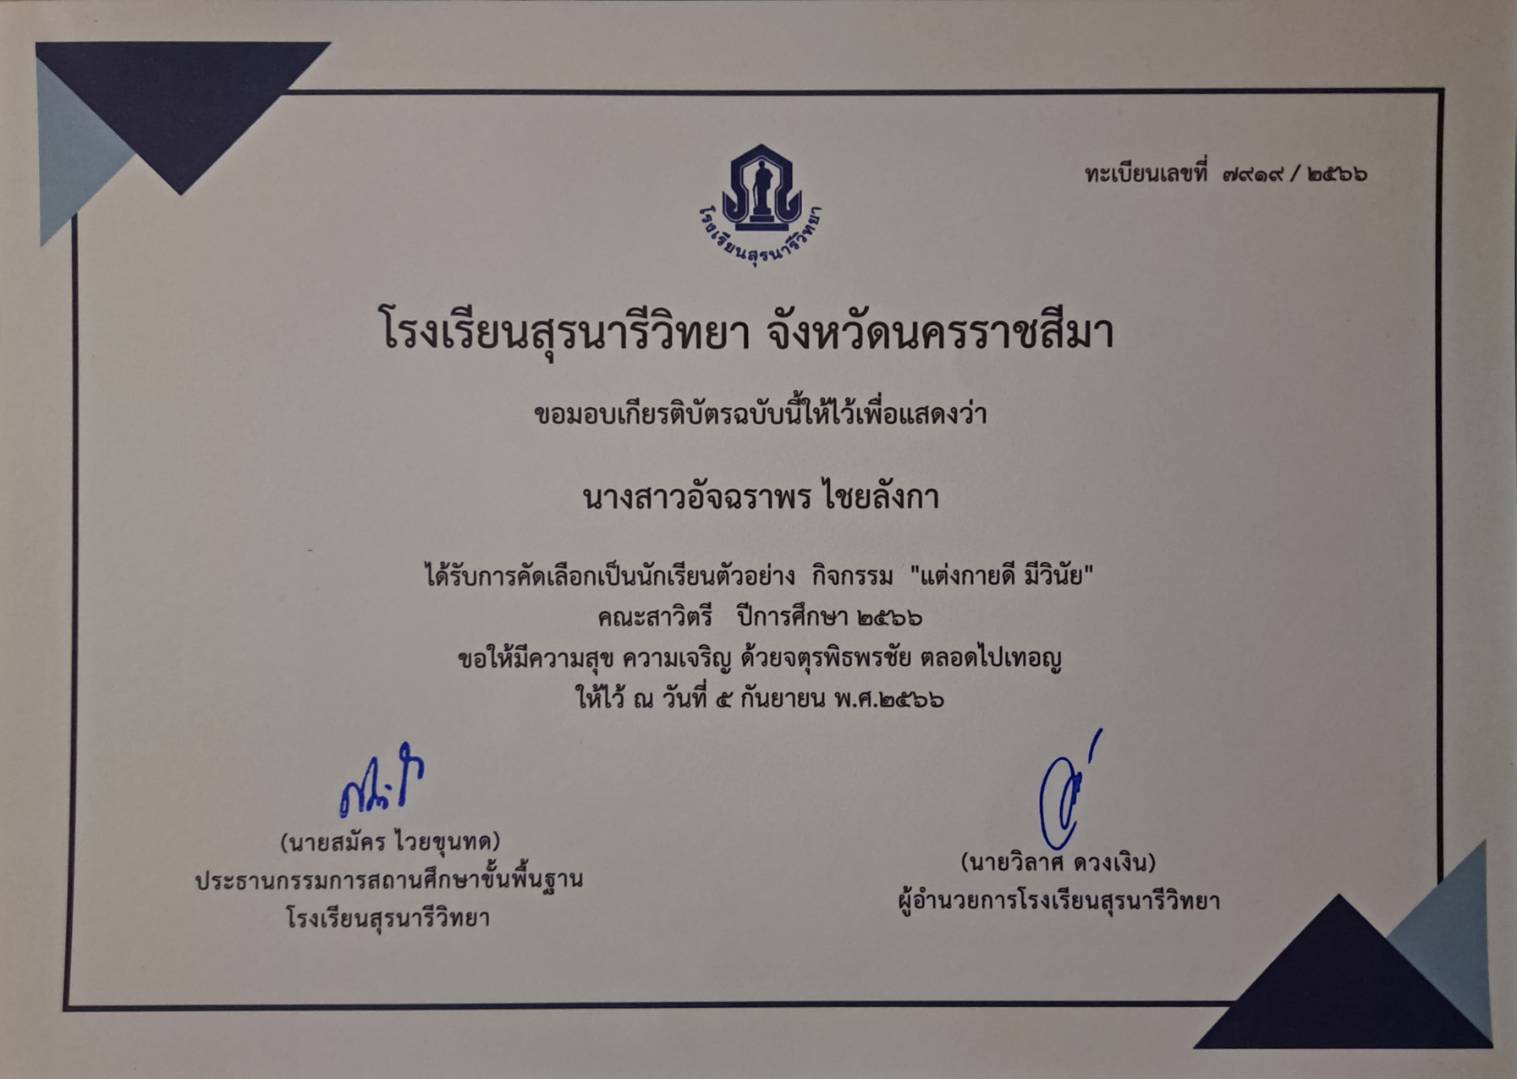 ทะเบียนเลขที่ ๗๙๑๙ / ๒๕๖๖
โรงเรียนสุรนารีวิทยา
โรงเรียนสุรนารีวิทยา จังหวัดนครราชสีมา
ขอมอบเกียรติบัตรฉบับนี้ให้ไว้เพื่อแสดงว่า
นางสาวอัจฉราพร ไชยลังกา
ได้รับการคัดเลือกเป็นนักเรียนตัวอย่าง กิจกรรม "แต่งกายดี มีวินัย"
คณะสาวิตรี ปีการศึกษา ๒๕๖๖
ขอให้มีความสุข ความเจริญ ด้วยจตุรพิธพรชัย ตลอดไปเทอญ
ให้ไว้ ณ วันที่ ๕ กันยายน พ.ศ.๒๕๖๖
(นายสมัคร ไวยขุนทด)
ประธานกรรมการสถานศึกษาขั้นพื้นฐาน
โรงเรียนสุรนารีวิทยา
(นายวิลาศ ดวงเงิน)
ผู้อำนวยการโรงเรียนสุรนารีวิทยา